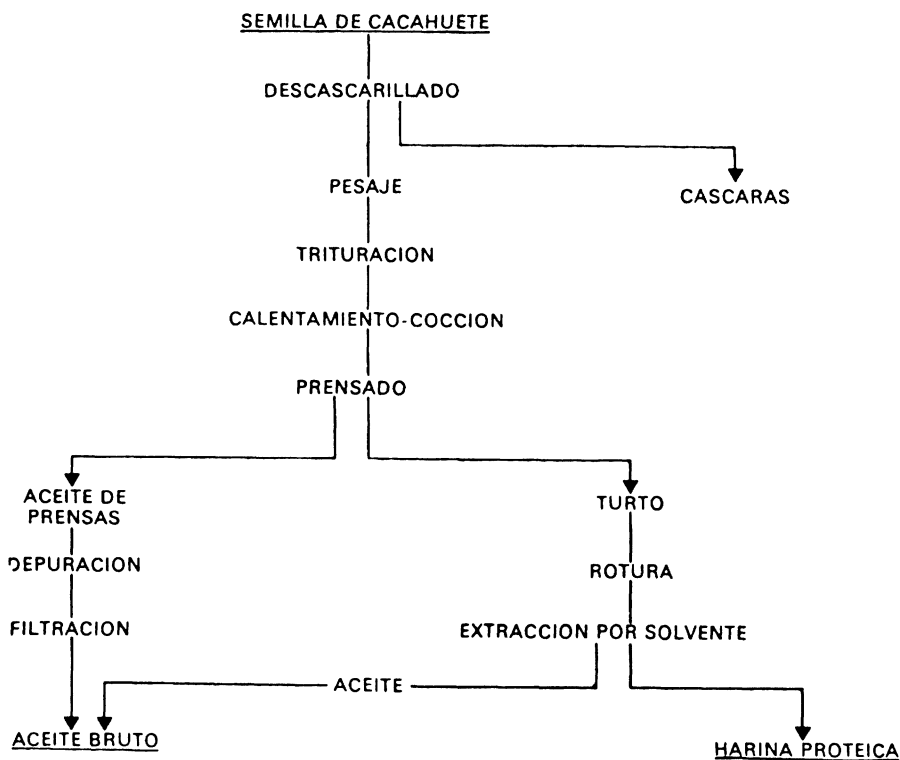 SEMILLA DE CACAHUETE
DESCASCARILLADO
PESAJE
CASCARAS
TRITURACION
CALENTAMIENTO-COCCION
PRENSADO
ACEITE DE
PRENSAS
TURTO
DEPURACION
ROTURA
FILTRACION
EXTRACCION POR SOLVENTE
ACEITE
ACEITE BRUTO
HARINA PROTEICA